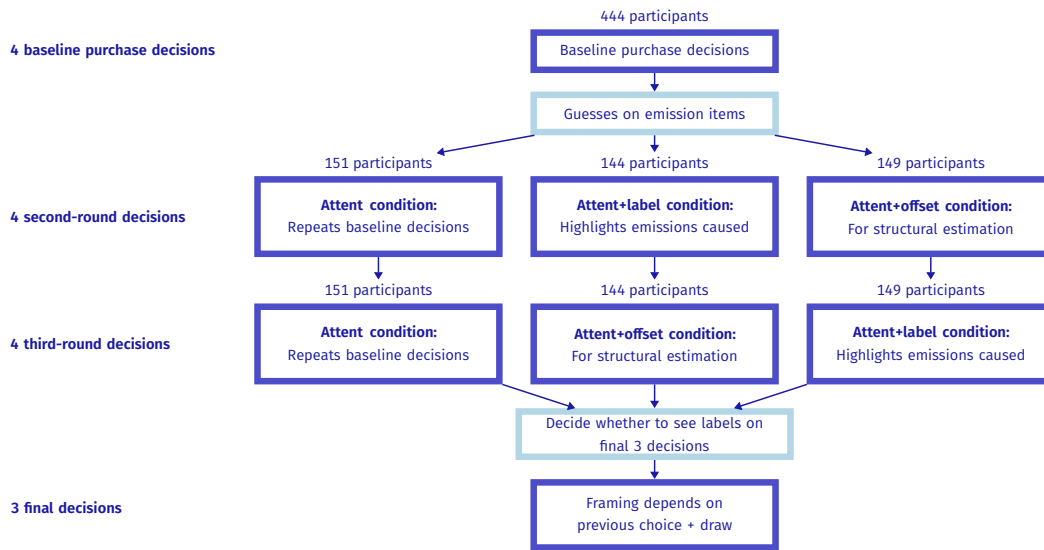 444 participants
4 baseline purchase decisions
Baseline purchase decisions
Guesses on emission items
151 participants
144 participants
149 participants
4 second-round decisions
Attent condition:
Repeats baseline decisions
Attent+label condition:
Highlights emissions caused
Attent+offset condition:
For structural estimation
151 participants
144 participants
149 participants
4 third-round decisions
Attent condition:
Repeats baseline decisions
Attent+offset condition:
For structural estimation
Attent+label condition:
Highlights emissions caused
Decide whether to see labels on
final 3 decisions
3 final decisions
Framing depends on
previous choice + draw